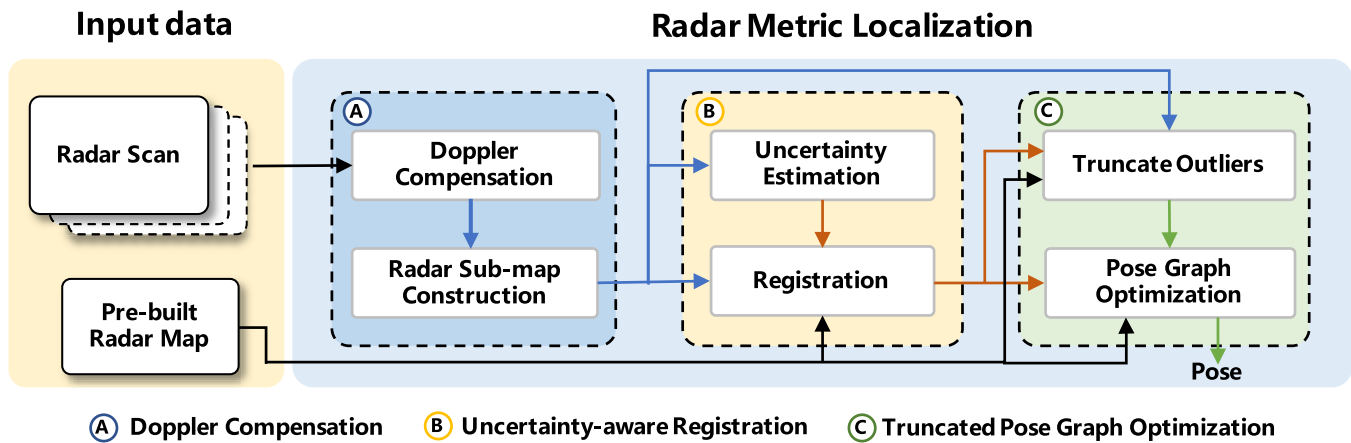 Input data
Radar Metric Localization
Radar Scan
Pre-built
Radar Map
A
Doppler
Compensation
Radar Sub-map
Construction
B
Uncertainty
Estimation
Registration
C
Truncate Outliers
Pose Graph
Optimization
Pose
A Doppler Compensation
B Uncertainty-aware Registration
C Truncated Pose Graph Optimization